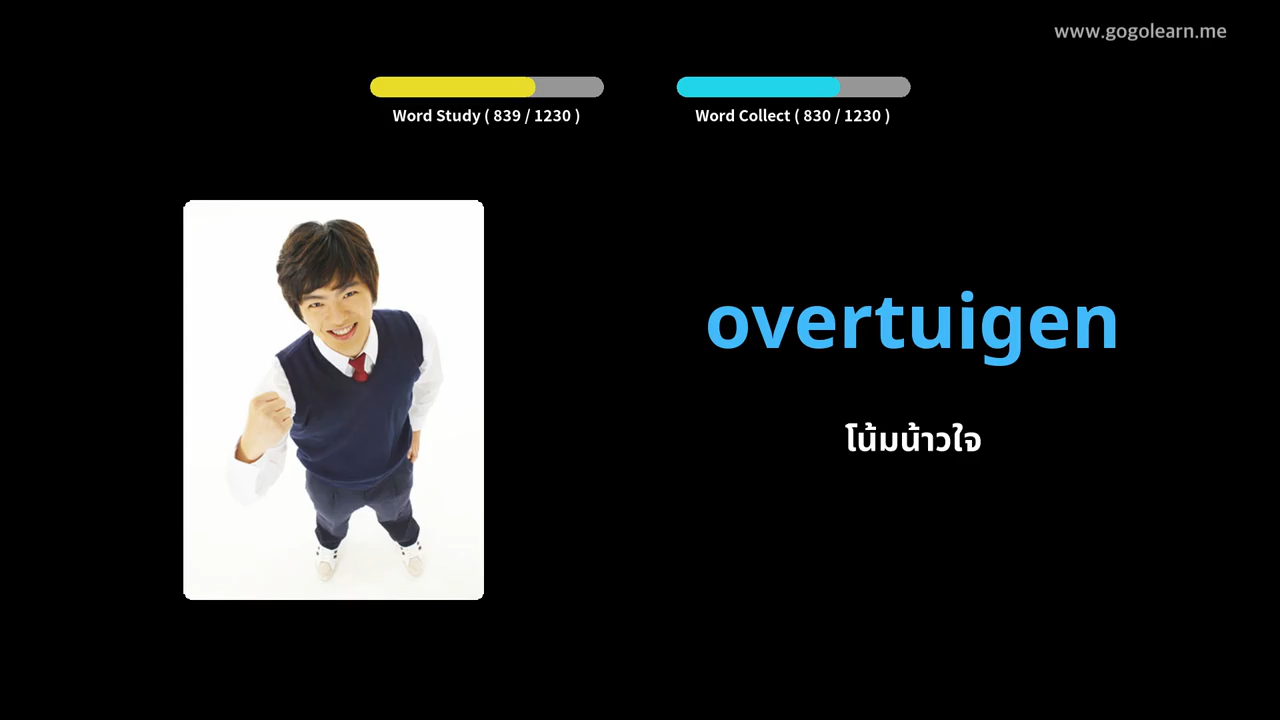 www.gogolearn.me
Word Study ( 839 / 1230 )
Word Collect ( 830 / 1230 )
overtuigen
โน้มน้าวใจ